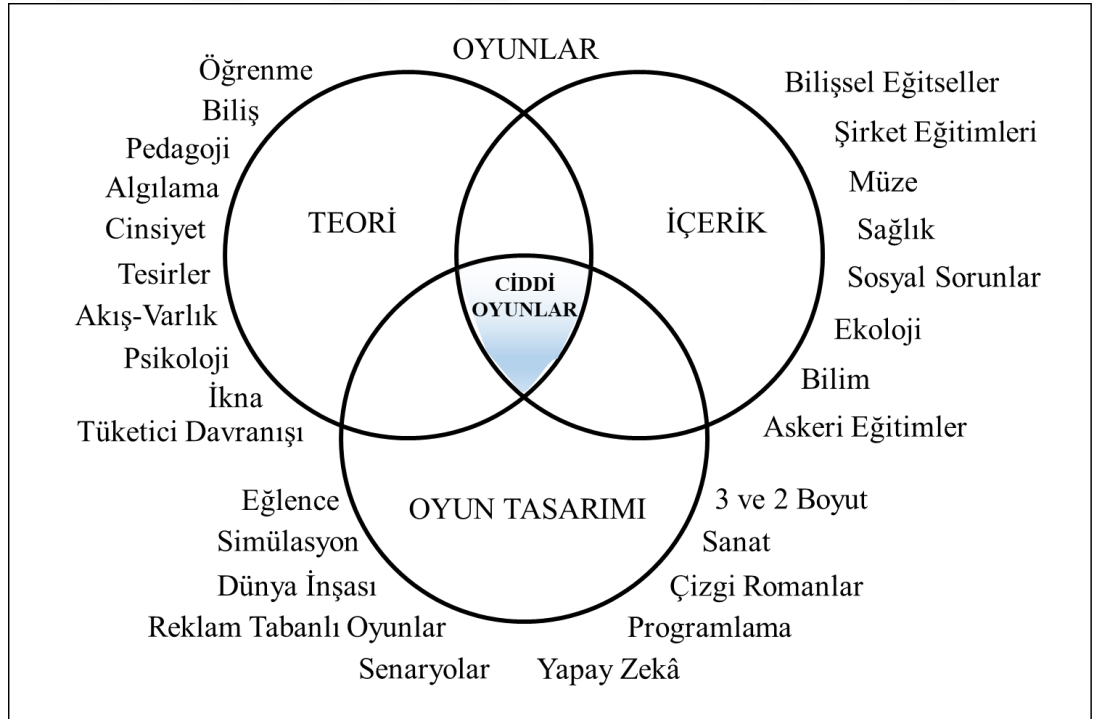 OYUNLAR
Öğrenme
Biliş
Pedagoji
Algılama
Cinsiyet
Tesirler
Akış-Varlık
Psikoloji
İkna
Tüketici Davranışı
TEORİ
İÇERİK
CİDDİ
OYUNLAR
Bilişsel Eğitseller
Şirket Eğitimleri
Müze
Sağlık
Sosyal Sorunlar
Ekoloji
Bilim
Askeri Eğitimler
OYUN TASARIMI
Eğlence
Simülasyon
Dünya İnşası
Reklam Tabanlı Oyunlar
Senaryolar
3 ve 2 Boyut
Sanat
Çizgi Romanlar
Programlama
Yapay Zekâ